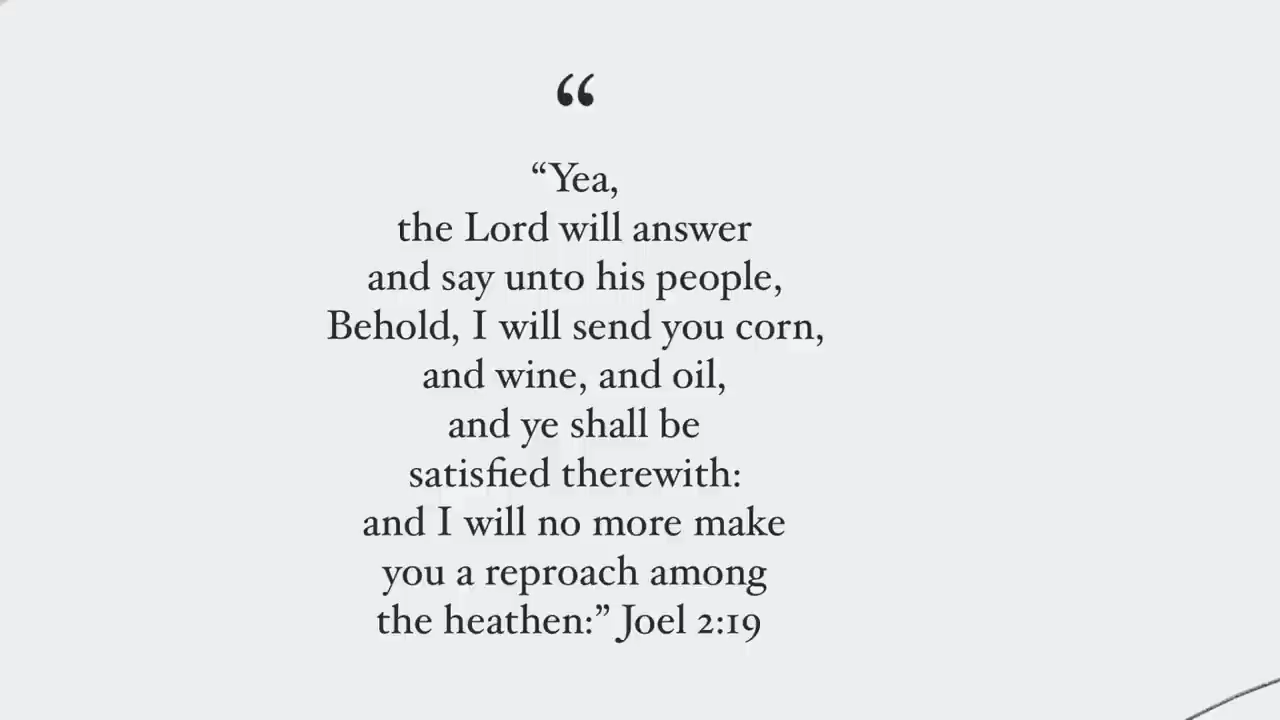 “
“Yea,
the Lord will answer
and say unto his people,
Behold, I will send you corn,
and wine, and oil,
and ye shall be
satisfied therewith:
and I will no more make
you a reproach among
the heathen:” Joel 2:19